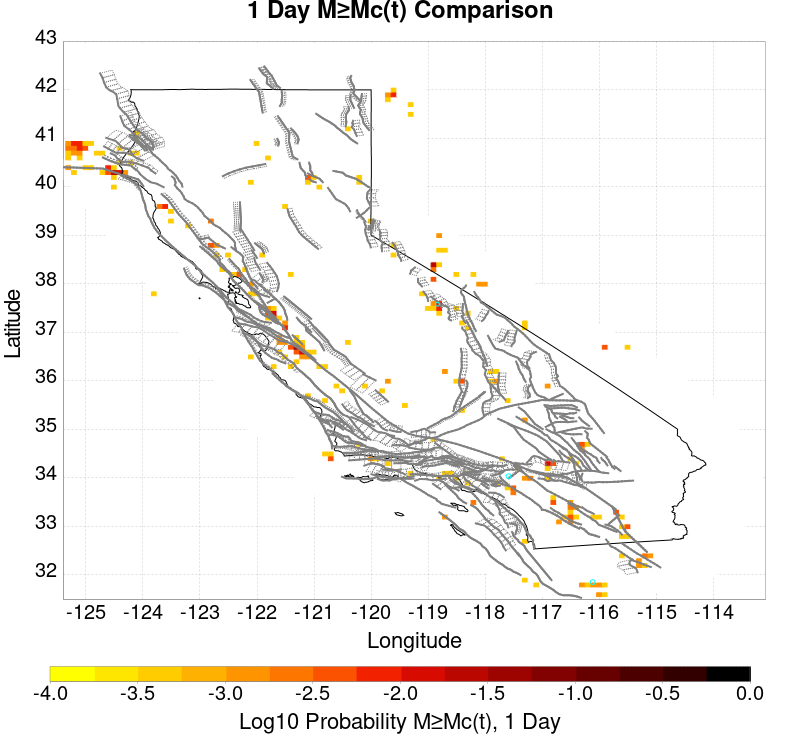 1 Day M≥Mc(t) Comparison
43
42
41
40
39
38
37
36
35
34
33
32
Latitude
-125 -124 -123 -122 -121 -120 -119 -118 -117 -116 -115 -114
Longitude
-4.0 -3.5 -3.0 -2.5 -2.0 -1.5 -1.0 -0.5 0.0
Log10 Probability M≥Mc(t), 1 Day